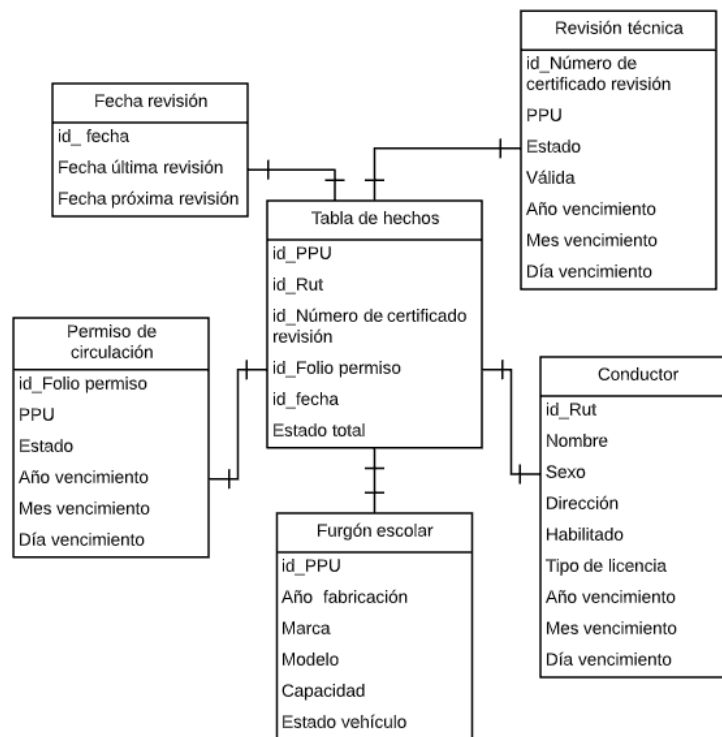 Revisión técnica
id_Número de
certificado revisión
PPU
Estado
Válida
Año vencimiento
Mes vencimiento
Día vencimiento
Fecha revisión
id_ fecha
Fecha última revisión
Fecha próxima revisión
Tabla de hechos
id_PPU
id_Rut
id_Número de certificado
revisión
id_Folio permiso
id_fecha
Estado total
Permiso de
circulación
id_Folio permiso
PPU
Estado
Año vencimiento
Mes vencimiento
Día vencimiento
Conductor
id_Rut
Nombre
Sexo
Dirección
Habilitado
Tipo de licencia
Año vencimiento
Mes vencimiento
Día vencimiento
Furgón escolar
id_PPU
Año fabricación
Marca
Modelo
Capacidad
Estado vehículo